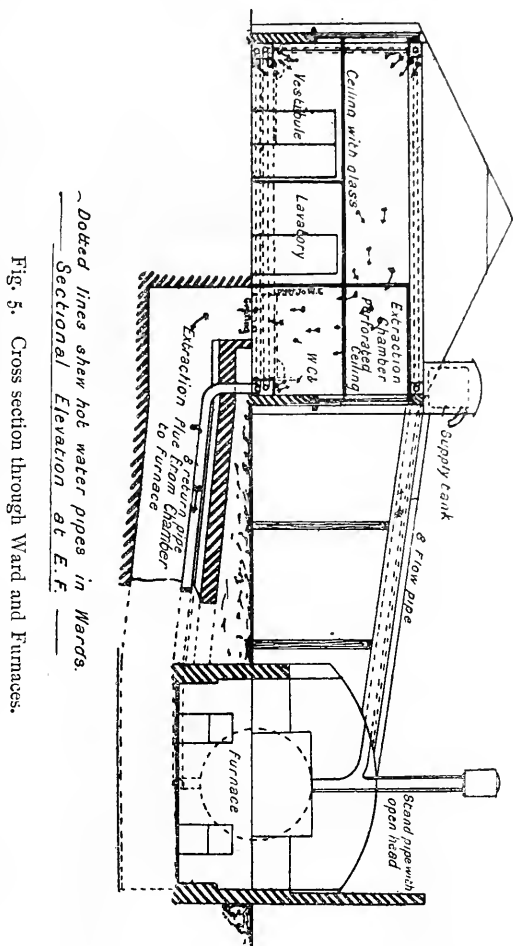 Supply tank
8 Flow pipe
Stand pipe with
open head
Ceiling with glass
Extraction
Chamber
Perforated
Ceiling
Vestibule
Lavatory
W Cs
Furnace
Grating
Extraction Flue E from Chamber
to Furnace
8 return pipe
Dotted lines shew hot water pipes in Wards.
Sectional Elevation at E.F.
Fig. 5. Cross section through Ward and Furnaces.